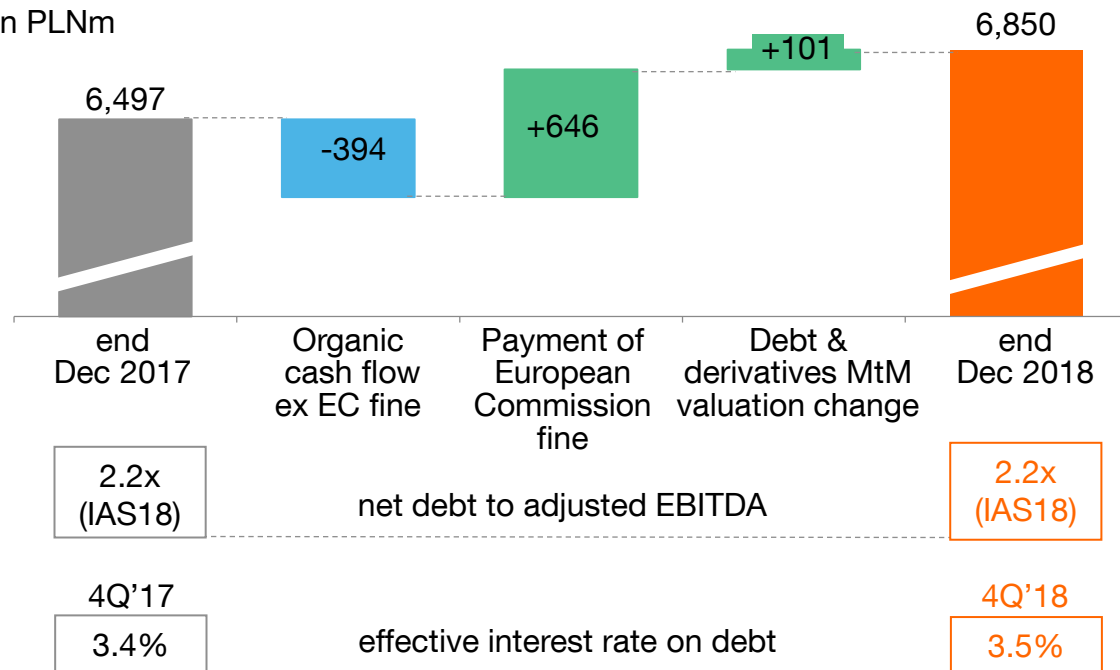 n PLNm
6,497
-394
+646
+101
6,850
end
Dec 2017
Organic
cash flow
ex EC fine
Payment of
European
Commission
fine
Debt &
derivatives MtM
valuation change
end
Dec 2018
2.2x
(IAS18)
net debt to adjusted EBITDA
2.2x
(IAS18)
4Q’17
3.4%
effective interest rate on debt
4Q’18
3.5%